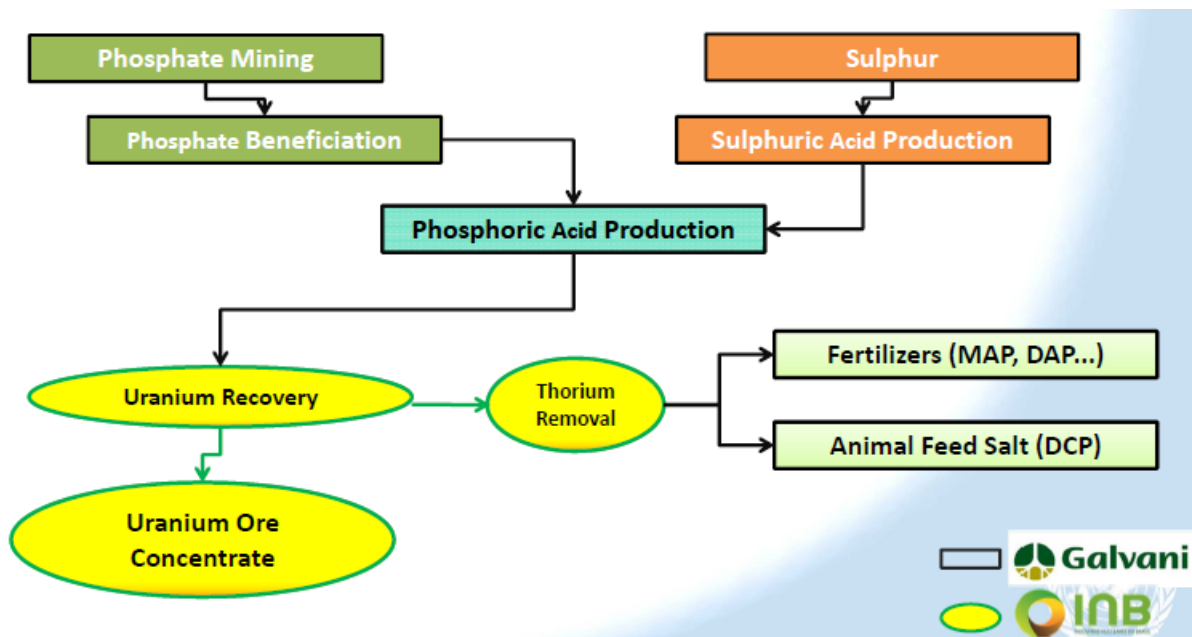 Phosphate Mining
Sulphur
Phosphate Beneficiation
Sulphuric Acid Production
Phosphoric Acid Production
Fertilizers (MAP, DAP...)
Uranium Recovery
Thorium
Removal
Animal Feed Salt (DCP)
Uranium Ore
Concentrate
Galvani
INB